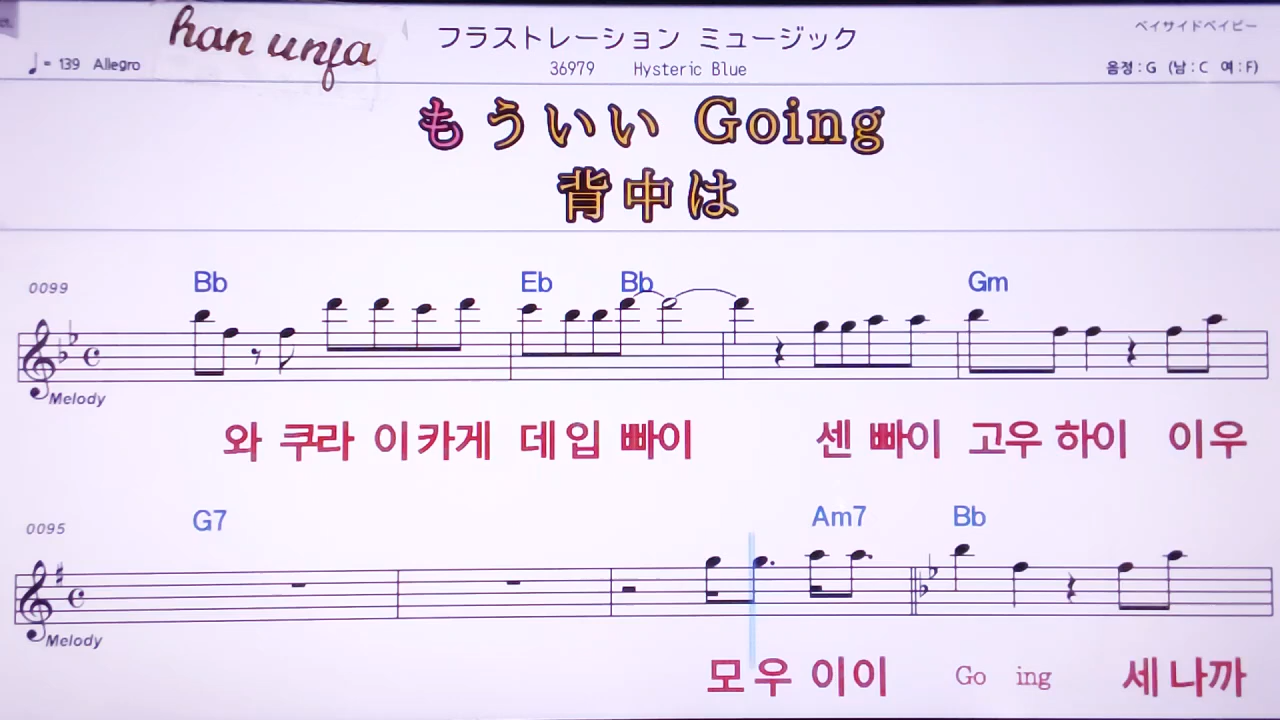 han unja
フラストレーション ミュージック
ベイサイドベイビー
♩= 139 Allegro
36979 Hysteric Blue
음정 : G (남 : C 여 : F)
もういい Going
背中は
0099
Bb Eb Bb Gm
Melody
와 쿠라 이카게 데입 빠이 센 빠이 고우 하이 이우
0095
G7 Am7 Bb
Melody
모 우 이이 Go ing 세 나까